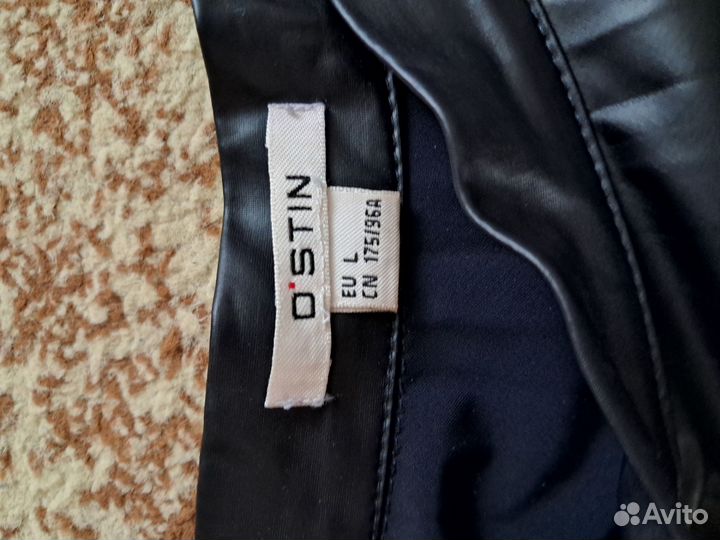 O'STIN
EU L
CN 175/96A
Avito